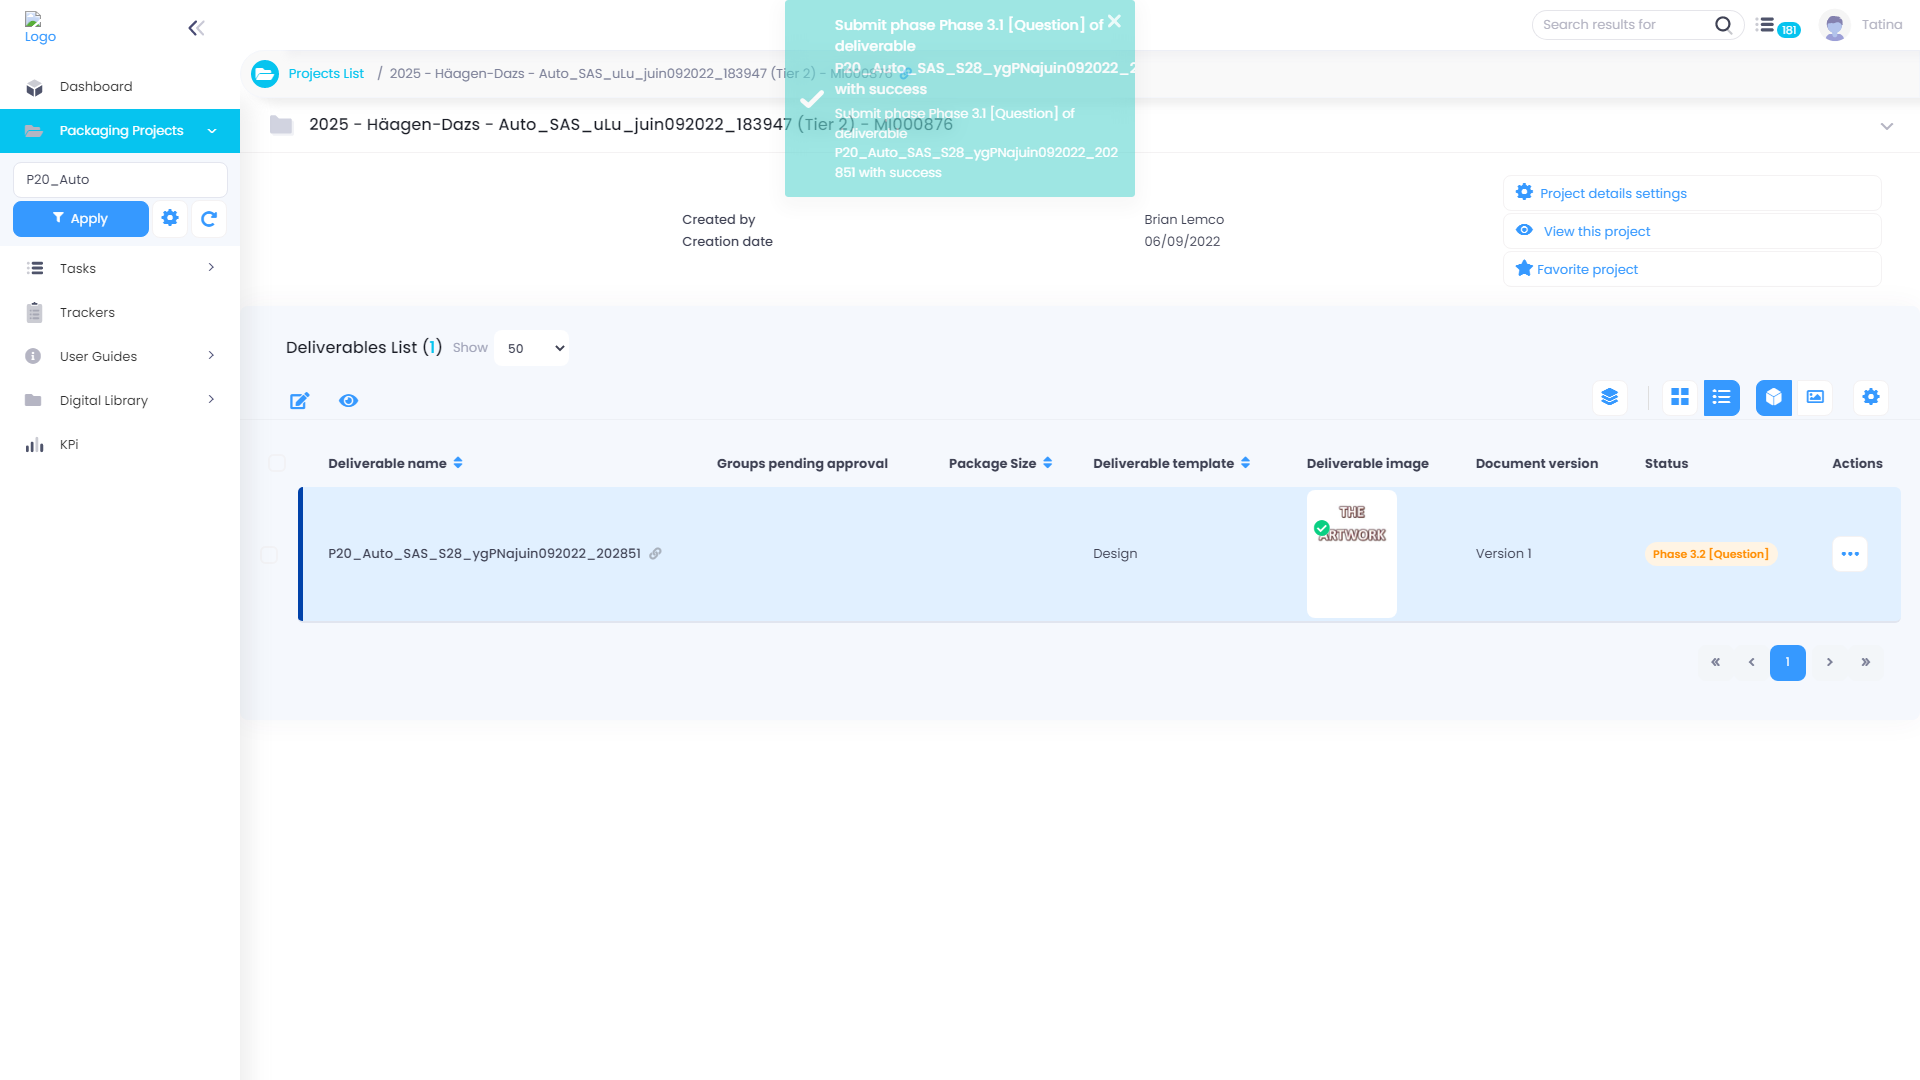 Logo
Search results for
181
Tatina
Dashboard
Packaging Projects
P20_Auto
Apply
Tasks
Trackers
User Guides
Digital Library
KPi
Submit phase Phase 3.1 [Question] of
deliverable
P20_Auto_SAS_S28_ygPNajuin092022_2
with success
Submit phase Phase 3.1 [Question] of
deliverable
P20_Auto_SAS_S28_ygPNajuin092022_202
851 with success
Projects List / 2025 - Häagen-Dazs - Auto_SAS_uLu_juin092022_183947 (Tier 2) - MI000876
2025 - Häagen-Dazs - Auto_SAS_uLu_juin092022_183947 (Tier 2) - MI000876
Created by Brian Lemco
Creation date 06/09/2022
Project details settings
View this project
Favorite project
Deliverables List (1) Show 50
Deliverable name Groups pending approval Package Size Deliverable template Deliverable image Document version Status Actions
THE
ARTWORK
P20_Auto_SAS_S28_ygPNajuin092022_202851 Design Version 1 Phase 3.2 [Question]
« ‹ 1 › »